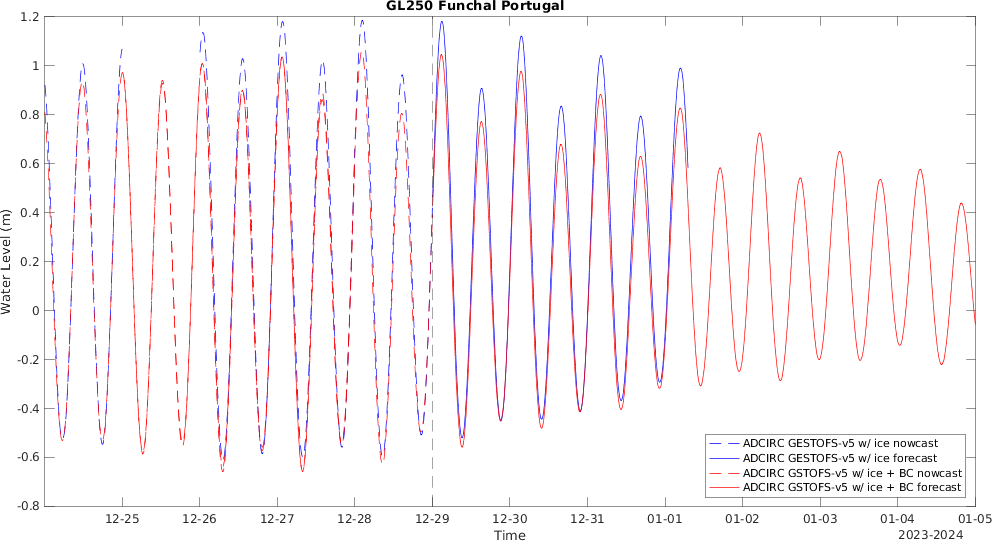 GL250 Funchal Portugal
1.2
1
0.8
0.6
0.4
0.2
0
-0.2
-0.4
-0.6
-0.8
Water Level (m)
ADCIRC GESTOFS-v5 w/ ice nowcast
ADCIRC GESTOFS-v5 w/ ice forecast
ADCIRC GSTOFS-v5 w/ ice + BC nowcast
ADCIRC GSTOFS-v5 w/ ice + BC forecast
12-25 12-26 12-27 12-28 12-29 12-30 12-31 01-01 01-02 01-03 01-04 01-05
Time
2023-2024